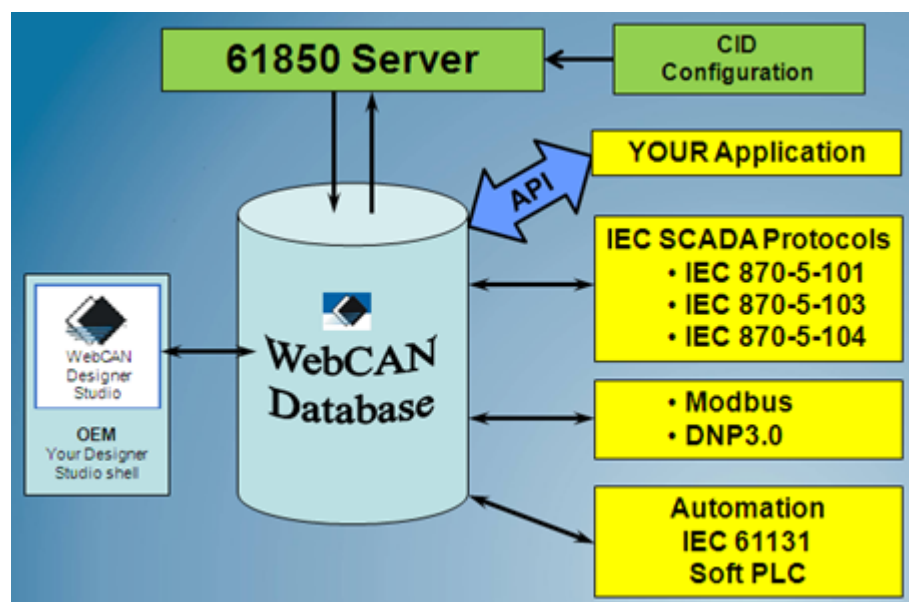 61850 Server
CID
Configuration
YOUR Application
API
IEC SCADA Protocols
• IEC 870-5-101
• IEC 870-5-103
• IEC 870-5-104
WebCAN
Designer
Studio
OEM
Your Designer
Studio shell
WebCAN
Database
• Modbus
• DNP3.0
Automation
IEC 61131
Soft PLC